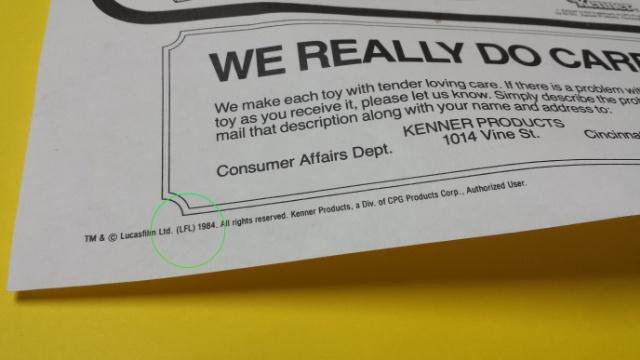 Kenner
WE REALLY DO CAR
We make each toy with tender loving care. If there is a problem wit
toy as you receive it, please let us know. Simply describe the pro
mail that description along with your name and address to:
KENNER PRODUCTS
Consumer Affairs Dept. 1014 Vine St. Cincinna
TM & © Lucasfilm Ltd. (LFL) 1984. All rights reserved. Kenner Products, a Div. of CPG Products Corp., Authorized User.